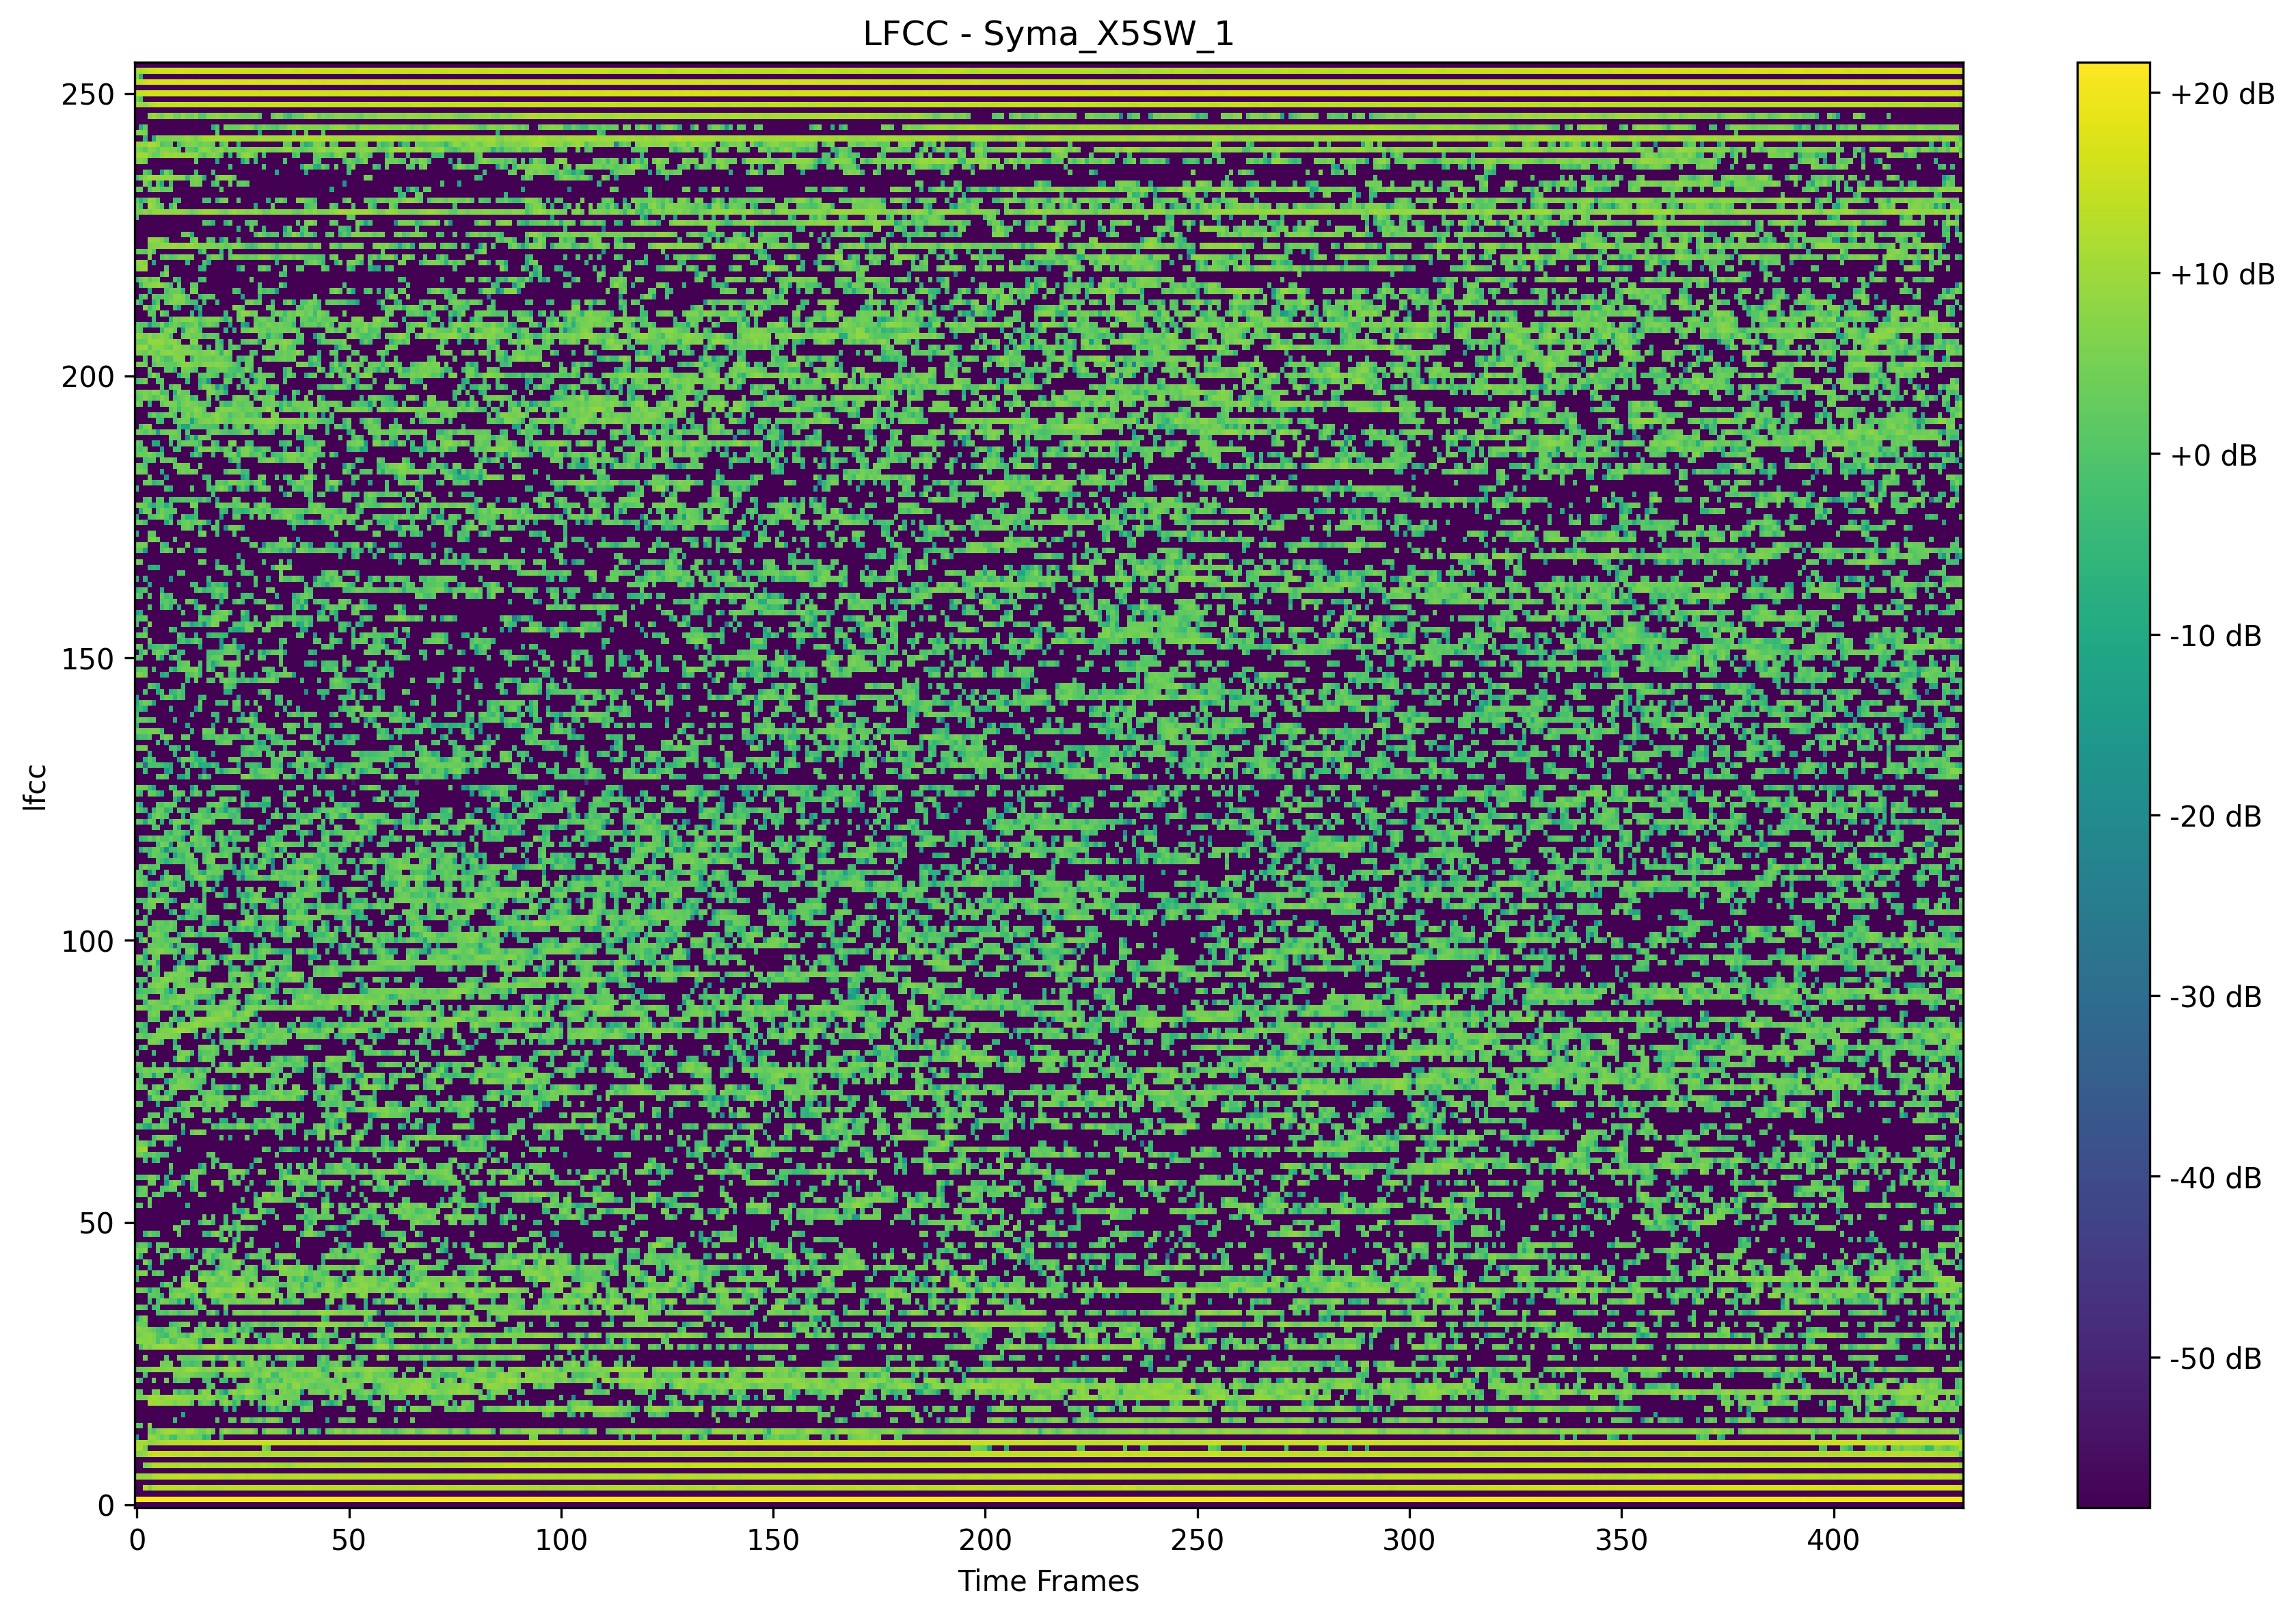 LFCC - Syma_X5SW_1
250
200
150
100
50
0
lfcc
0 50 100 150 200 250 300 350 400
Time Frames
+20 dB
+10 dB
+0 dB
-10 dB
-20 dB
-30 dB
-40 dB
-50 dB